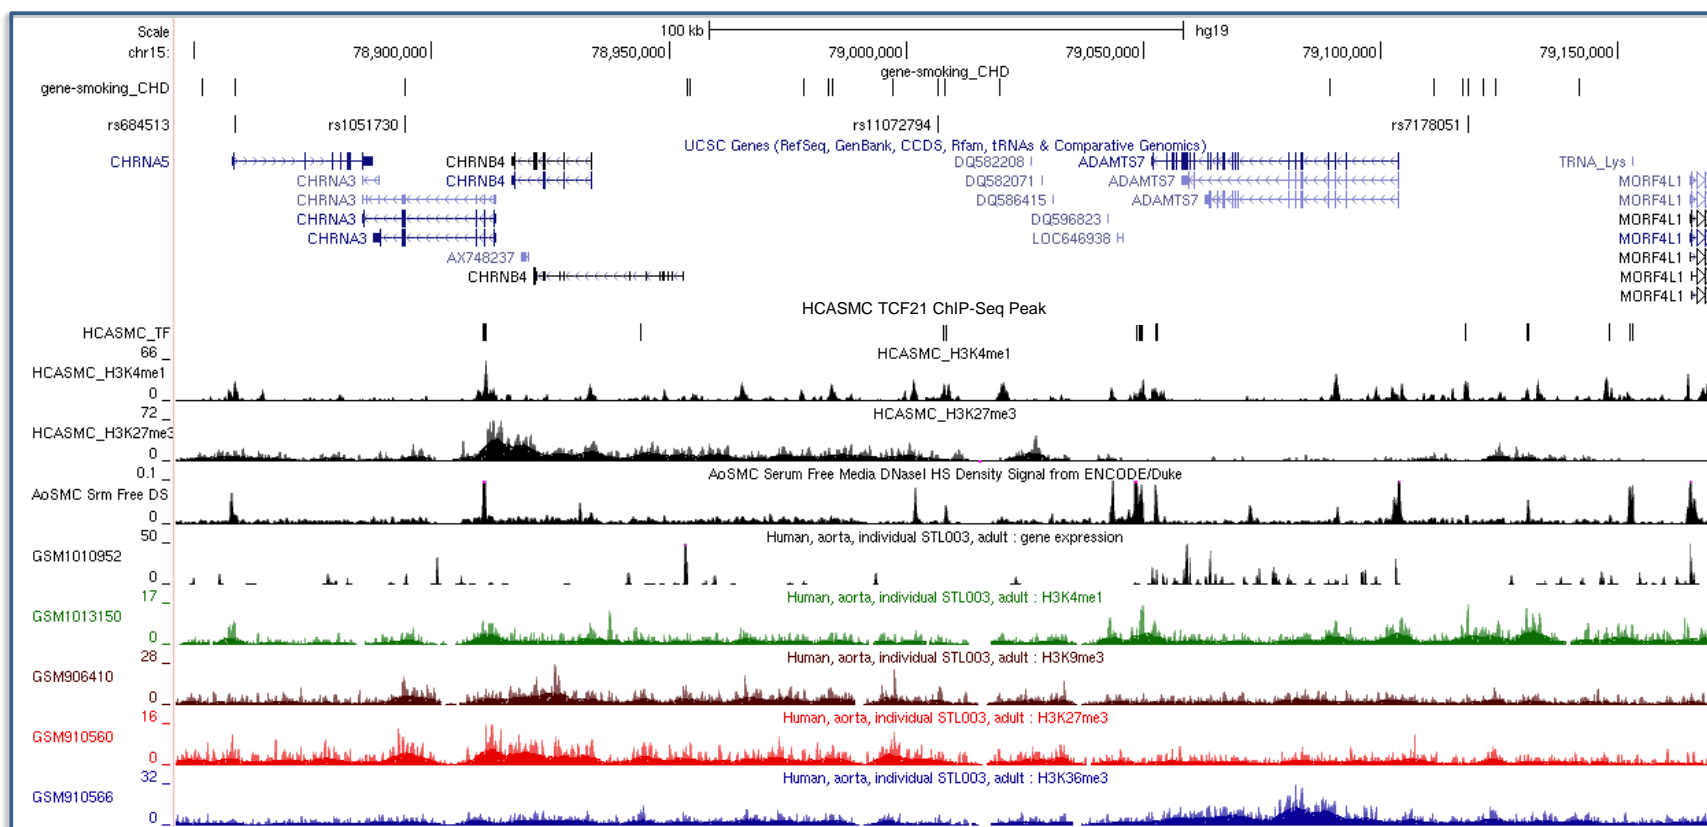 Scale 100 kb hg19
chr15: 78,900,000 78,950,000 79,000,000 79,050,000 79,100,000 79,150,000
gene-smoking_CHD
gene-smoking_CHD
rs684513 rs1051730 rs11072794 rs7178051
UCSC Genes (RefSeq, GenBank, CCDS, Rfam, tRNAs & Comparative Genomics)
CHRNA5 CHRNB4 DQ582208 ADAMTS7 TRNA_Lys
CHRNA3 CHRNB4 DQ582071 ADAMTS7 MORF4L1
CHRNA3 DQ586415 ADAMTS7 MORF4L1
CHRNA3 DQ596823 MORF4L1
CHRNA3 LOC646938 MORF4L1
AX748237 MORF4L1
CHRNB4 MORF4L1
MORF4L1
HCASMC TCF21 ChIP-Seq Peak
HCASMC_TF
66
HCASMC_H3K4me1
HCASMC_H3K4me1
0
72
HCASMC_H3K27me3
HCASMC_H3K27me3
0
0.1
AoSMC Serum Free Media DNaseI HS Density Signal from ENCODE/Duke
AoSMC Srm Free DS
0
50
Human, aorta, individual STL003, adult : gene expression
GSM1010952
0
17
Human, aorta, individual STL003, adult : H3K4me1
GSM1013150
0
28
Human, aorta, individual STL003, adult : H3K9me3
GSM906410
0
16
Human, aorta, individual STL003, adult : H3K27me3
GSM910560
0
32
Human, aorta, individual STL003, adult : H3K36me3
GSM910566
0